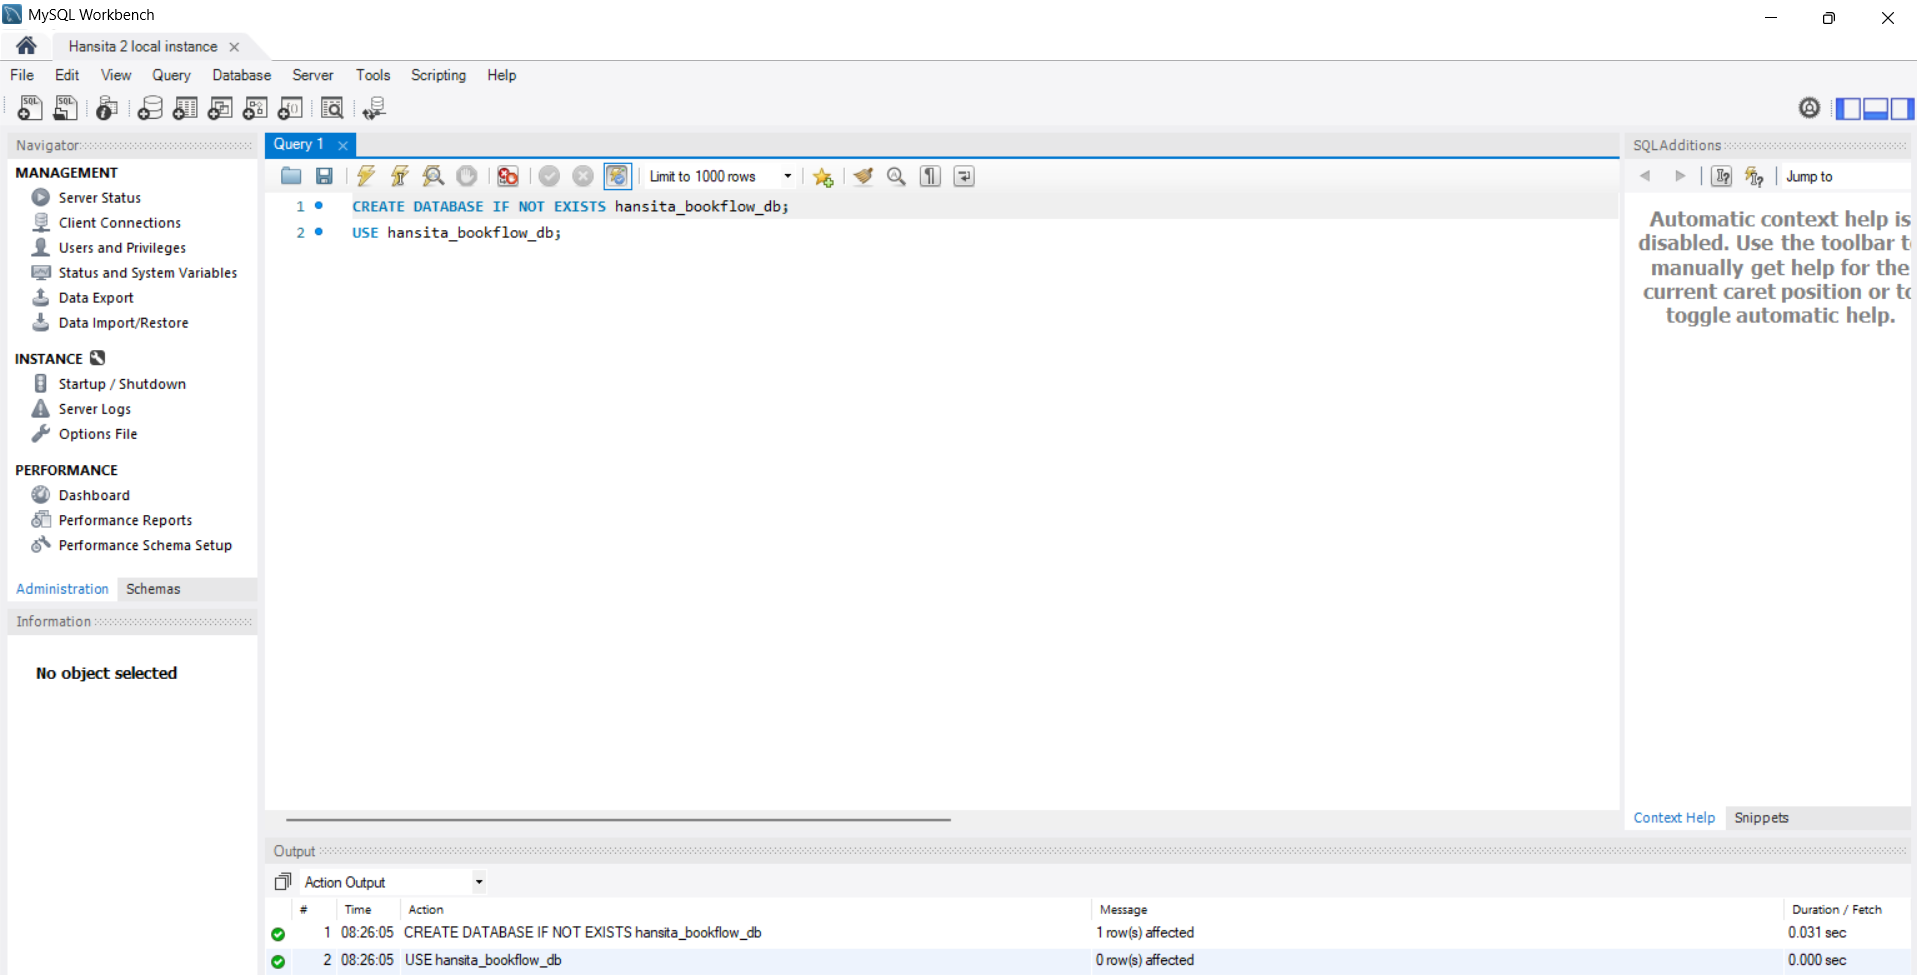 MySQL Workbench
Hansita 2 local instance
File Edit View Query Database Server Tools Scripting Help
Navigator
MANAGEMENT
Server Status
Client Connections
Users and Privileges
Status and System Variables
Data Export
Data Import/Restore
INSTANCE
Startup / Shutdown
Server Logs
Options File
PERFORMANCE
Dashboard
Performance Reports
Performance Schema Setup
Administration Schemas
Information
No object selected
Query 1
Limit to 1000 rows
1 CREATE DATABASE IF NOT EXISTS hansita_bookflow_db;
2 USE hansita_bookflow_db;
SQLAdditions
Jump to
Automatic context help is
disabled. Use the toolbar t
manually get help for the
current caret position or to
toggle automatic help.
Context Help Snippets
Output
Action Output
# Time Action Message Duration / Fetch
1 08:26:05 CREATE DATABASE IF NOT EXISTS hansita_bookflow_db 1 row(s) affected 0.031 sec
2 08:26:05 USE hansita_bookflow_db 0 row(s) affected 0.000 sec